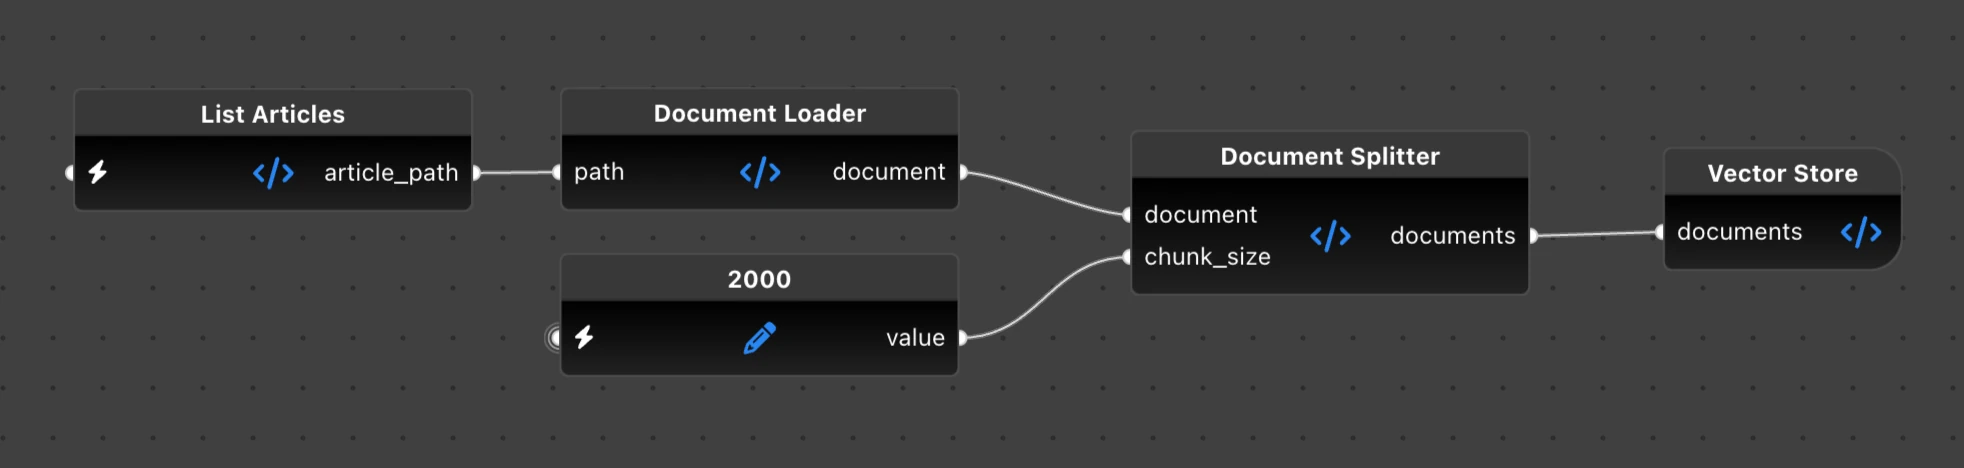 List Articles
article_path
Document Loader
path
document
2000
value
Document Splitter
document
chunk_size
documents
Vector Store
documents